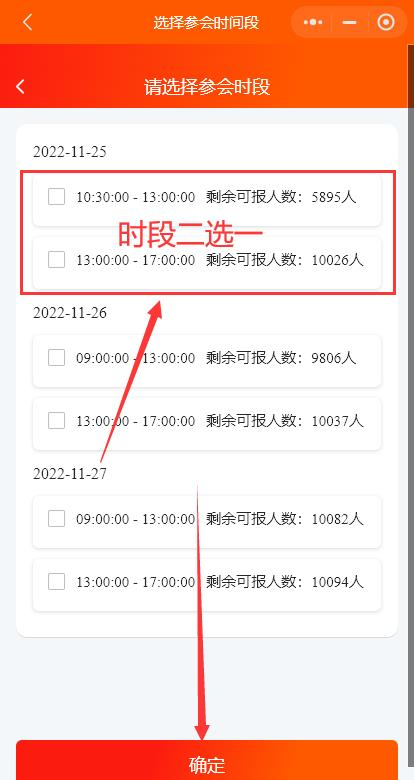 选择参会时间段
请选择参会时段
2022-11-25
10:30:00 - 13:00:00 剩余可报人数：5895人
时段二选一
13:00:00 - 17:00:00 剩余可报人数：10026人
2022-11-26
09:00:00 - 13:00:00 剩余可报人数：9806人
13:00:00 - 17:00:00 剩余可报人数：10037人
2022-11-27
09:00:00 - 13:00:00 剩余可报人数：10082人
13:00:00 - 17:00:00 剩余可报人数：10094人
确定